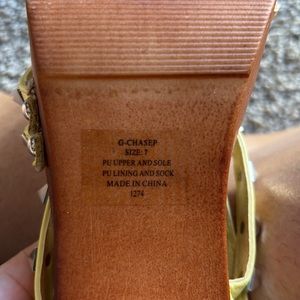 G-CHASEP
SIZE: 7
PU UPPER AND SOLE
PU LINING AND SOCK
MADE IN CHINA
1274